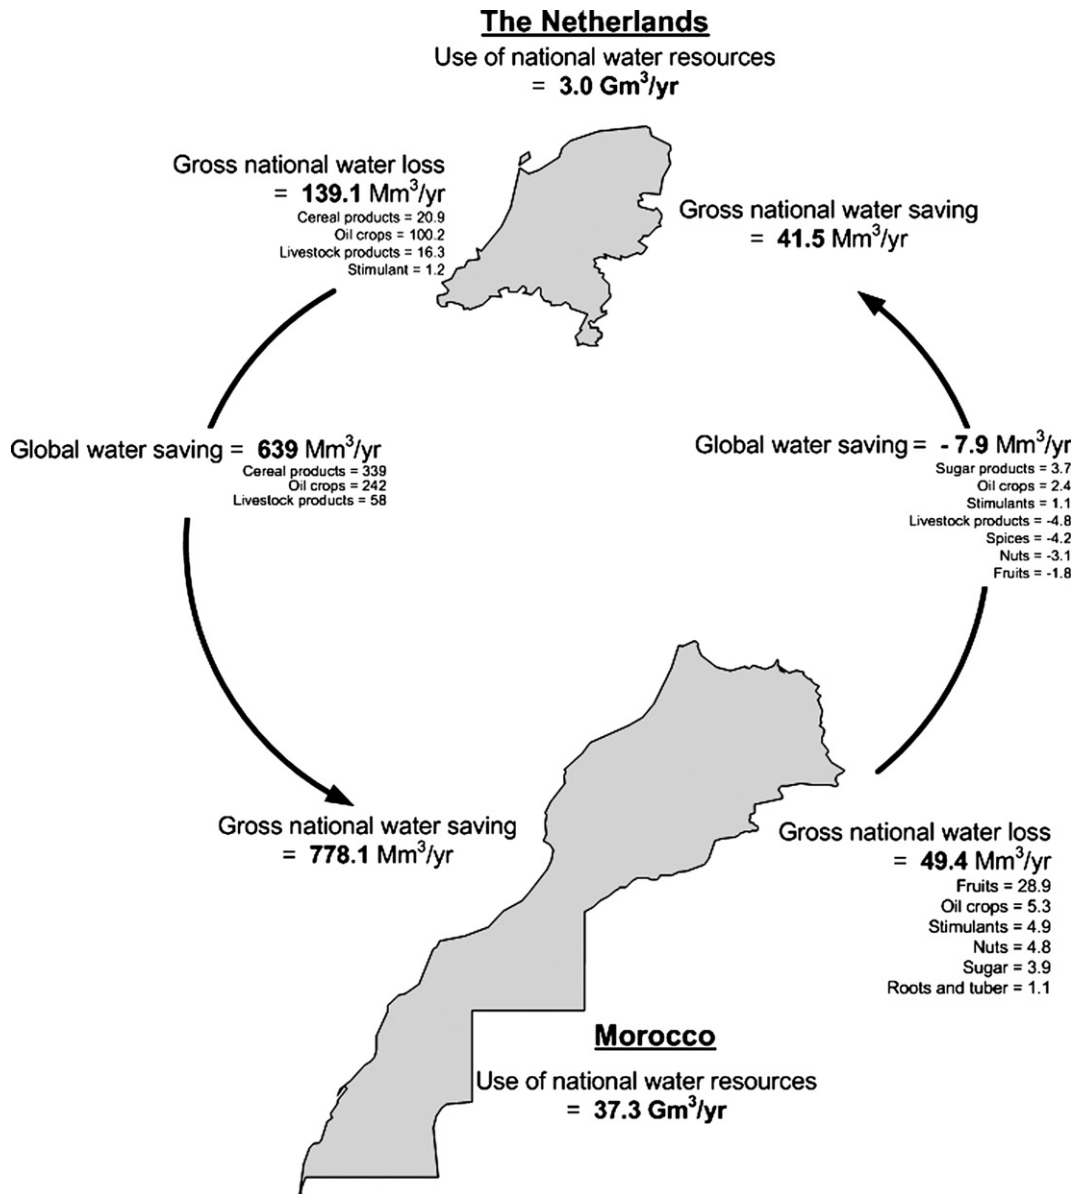 The Netherlands
Use of national water resources
= 3.0 Gm³/yr
Gross national water loss
= 139.1 Mm³/yr
Cereal products = 20.9
Oil crops = 100.2
Livestock products = 16.3
Stimulant = 1.2
Gross national water saving
= 41.5 Mm³/yr
Global water saving = 639 Mm³/yr
Cereal products = 339
Oil crops = 242
Livestock products = 58
Global water saving = - 7.9 Mm³/yr
Sugar products = 3.7
Oil crops = 2.4
Stimulants = 1.1
Livestock products = -4.8
Spices = -4.2
Nuts = -3.1
Fruits = -1.8
Gross national water saving
= 778.1 Mm³/yr
Gross national water loss
= 49.4 Mm³/yr
Fruits = 28.9
Oil crops = 5.3
Stimulants = 4.9
Nuts = 4.8
Sugar = 3.9
Roots and tuber = 1.1
Morocco
Use of national water resources
= 37.3 Gm³/yr